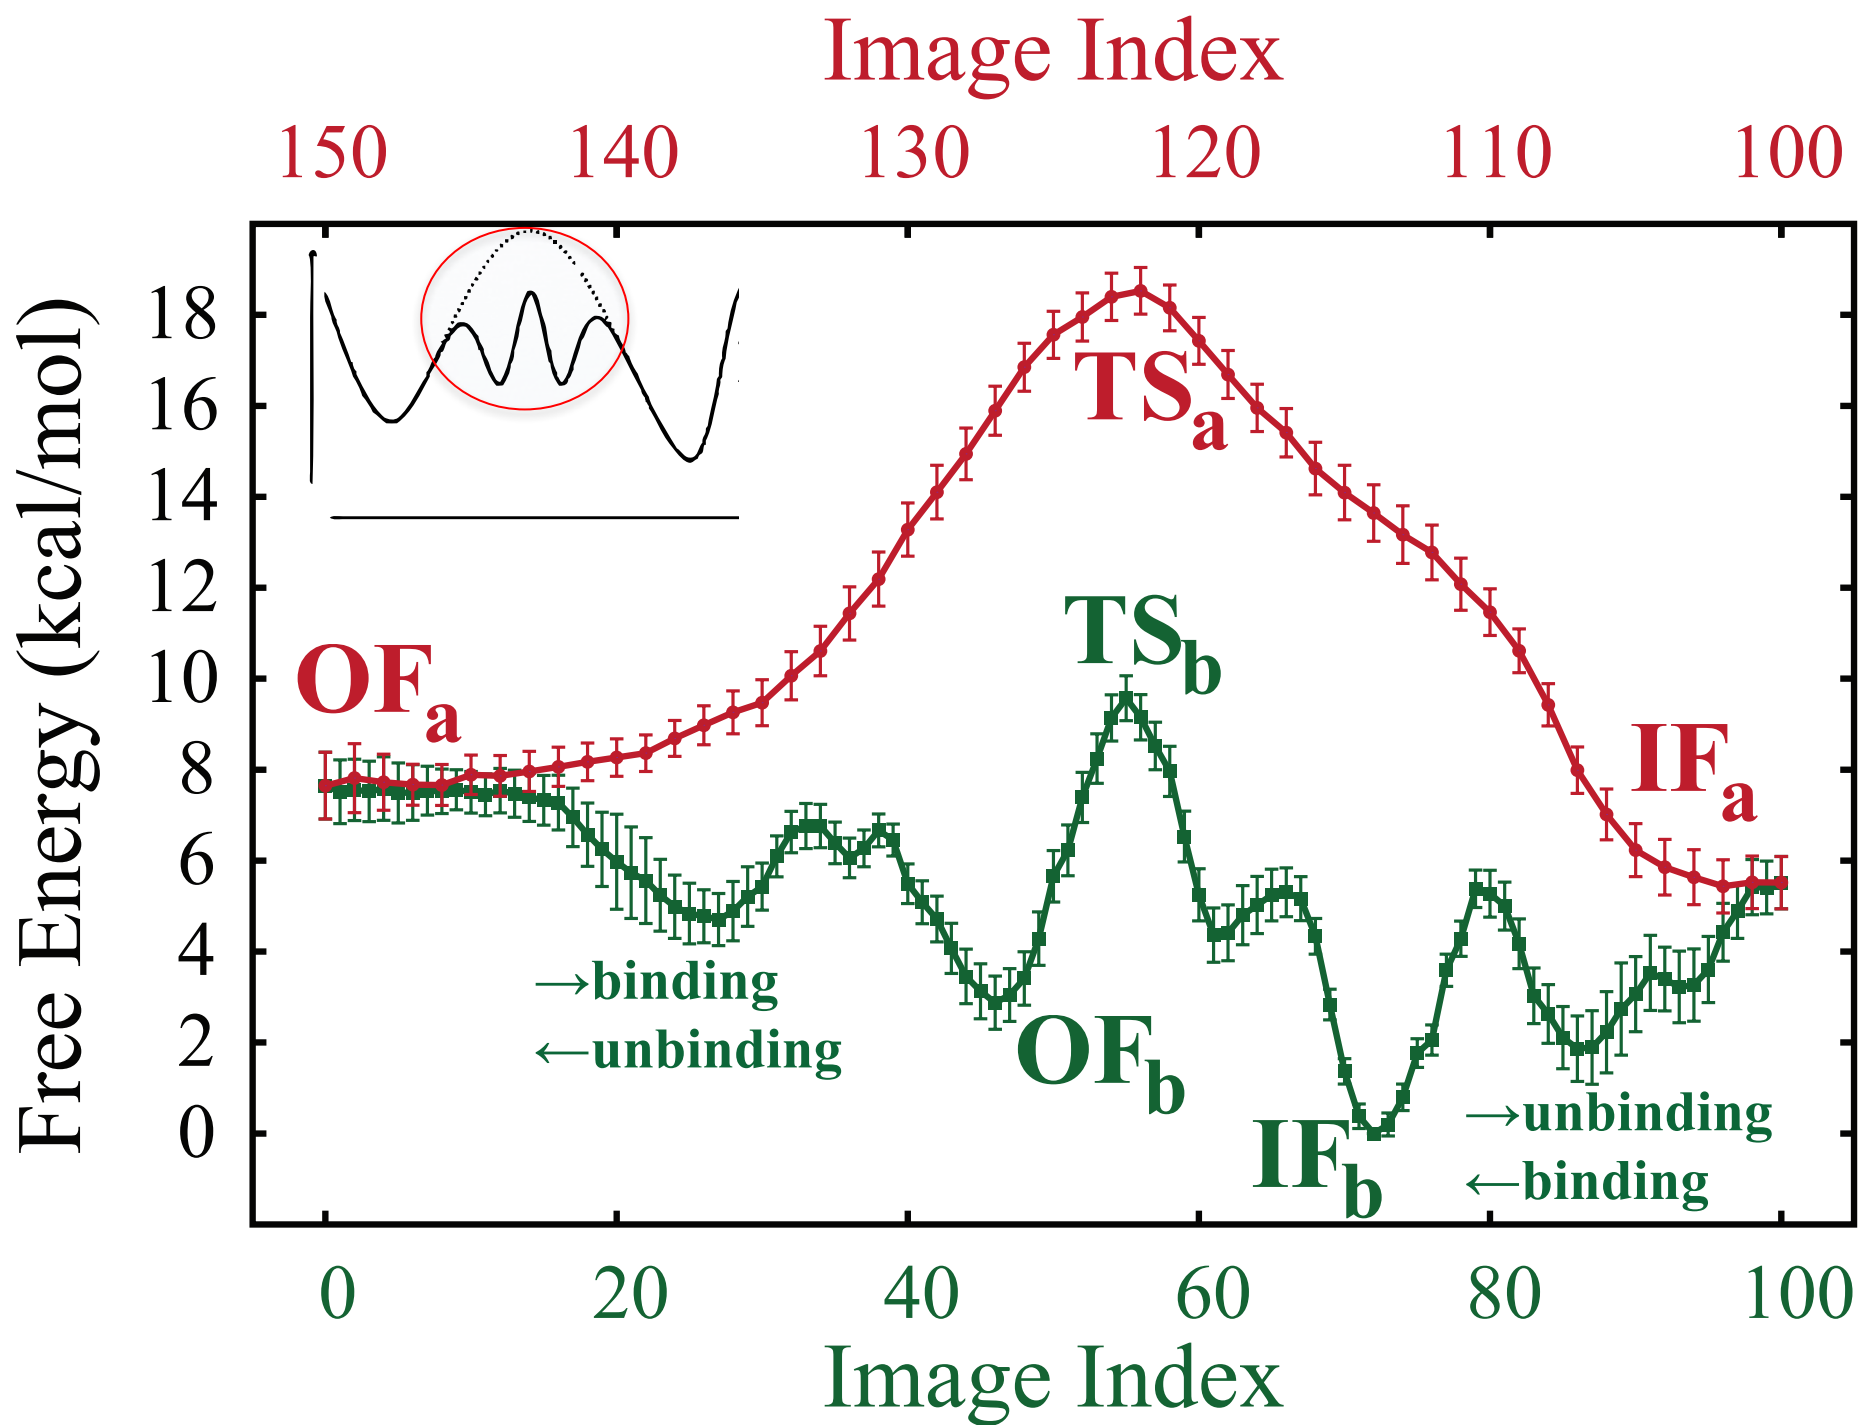 Image Index
150 140 130 120 110 100
Free Energy (kcal/mol)
18
16
14
12
10
8
6
4
2
0
TSa
TSb
OFa
IFa
→binding
←unbinding
OFb
IFb
→unbinding
←binding
0 20 40 60 80 100
Image Index